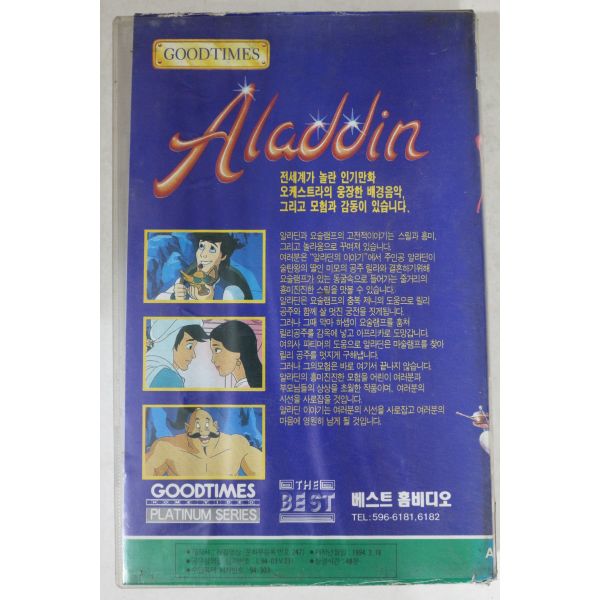 GOODTIMES
Aladdin
전세계가 놀란 인기만화
오케스트라의 웅장한 배경음악,
그리고 모험과 감동이 있습니다.
알라딘과 요술램프의 고전적이야기는 스릴과 흥미,
그리고 놀라움으로 꾸며져 있습니다.
여러분은 "알라딘의 이야기"에서 주인공 알라딘이
술탄왕의 딸인 미모의 공주 릴라와 결혼하기위해
요술램프가 있는 동굴속으로 들어가는 줄거리의
흥미진진한 스릴을 맛볼 수 있습니다.
알라딘은 요술램프의 충복 제니의 도움으로 릴리
공주와 함께 살 멋진 궁전을 짓게됩니다.
그러나 그때 악마 하셈이 요술램프를 훔쳐
릴리공주를 감옥에 넣고 아프리카로 도망갑니다.
여의사 파티머의 도움으로 알라딘은 마술램프를 찾아
릴리 공주를 멋지게 구해냅니다.
그러나 그의모험은 바로 여기서 끝나지 않습니다.
알라딘의 흥미진진한 모험을 어린이 여러분과
부모님들의 상상을 초월한 작품이며, 여러분의
시선을 사로잡을 것입니다.
알라딘 이야기는 여러분의 시선을 사로잡고 여러분의
마음에 영원히 남게 될 것입니다.
GOODTIMES
HOME VIDEO
PLATINUM SERIES
THE
BEST
베스트 홈비디오
TEL:596-6181,6182